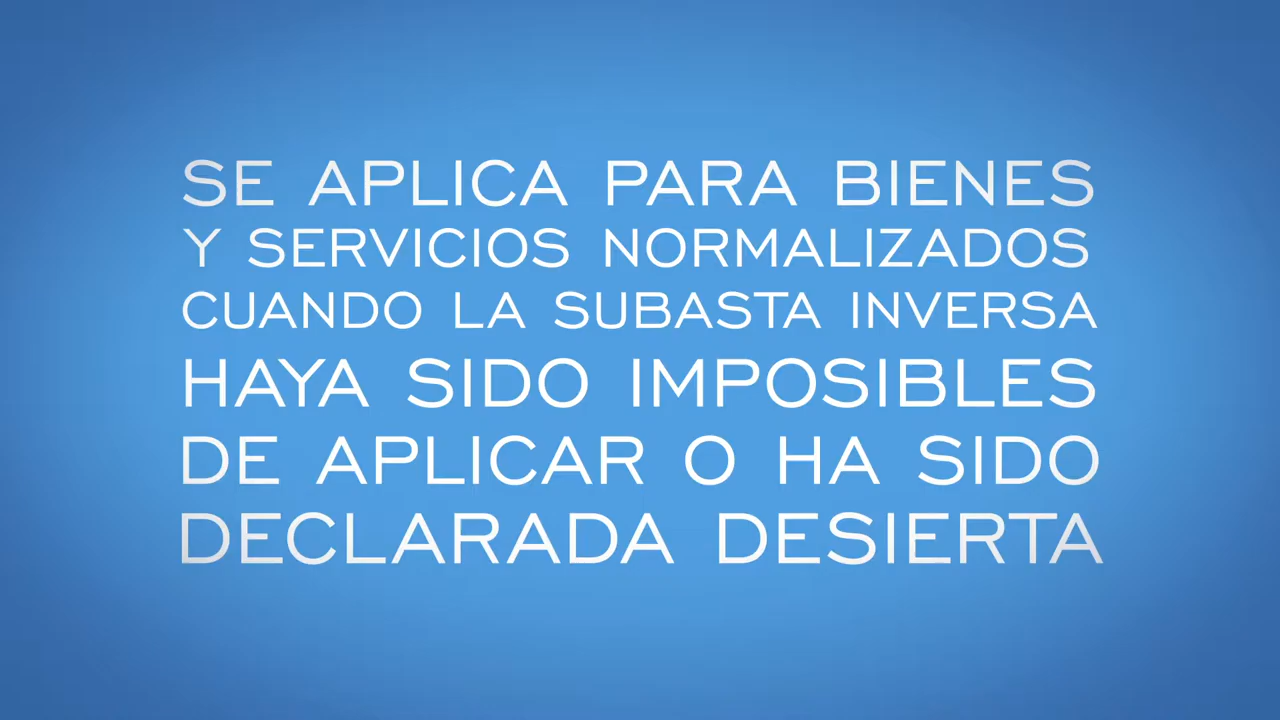 SE APLICA PARA BIENES
Y SERVICIOS NORMALIZADOS
CUANDO LA SUBASTA INVERSA
HAYA SIDO IMPOSIBLES
DE APLICAR O HA SIDO
DECLARADA DESIERTA